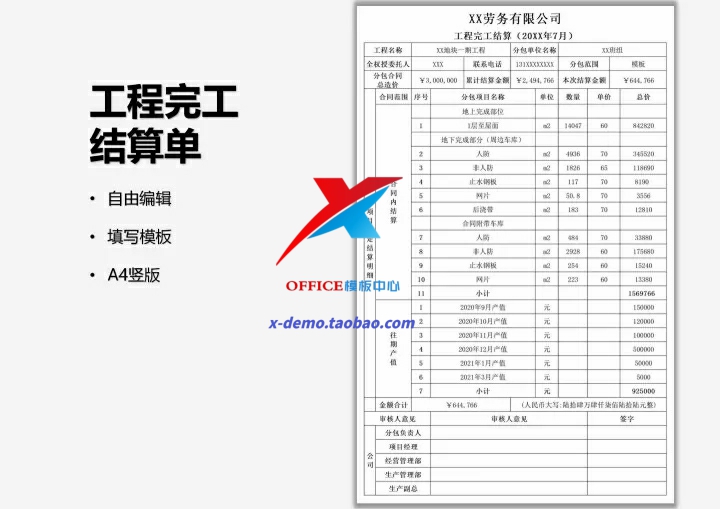 工程完工
结算单
• 自由编辑
• 填写模板
• A4竖版
OFFICE模板中心
x-demo.taobao.com
XX劳务有限公司
工程完工结算（20XX年7月）
工程名称 XX地块一期工程 分包单位名称 XX班组
全权授委托人 XXX 联系电话 131XXXXXXXX 分包范围 模板
分包合同总造价 ￥3,000,000 累计结算金额 ￥2,494,766 本次结算金额 ￥644,766
合同范围 序号 分包项目名称 单位 数量 单价 总价
地上完成部位
1 1层至屋面 m2 14047 60 842820
地下完成部分（周边车库）
2 人防 m2 4936 70 345520
3 非人防 m2 1826 65 118690
4 止水钢板 m2 117 70 8190
5 网片 m2 50.8 70 3556
6 后浇带 m2 183 70 12810
合同附带车库
7 人防 m2 484 70 33880
8 非人防 m2 2928 60 175680
9 止水钢板 m2 254 60 15240
10 网片 m2 223 60 13380
11 小计 1569766
合同内结算
项
定结算明细
1 2020年9月产值 元 150000
2 2020年10月产值 元 120000
3 2020年11月产值 元 100000
4 2020年12月产值 元 500000
5 2021年1月产值 元 50000
6 2021年3月产值 元 5000
7 小计 元 925000
往期产值
金额合计 ￥644,766 (人民币大写:陆拾肆万肆仟柒佰陆拾陆元整)
审核人意见 审核人意见 签字
公司
分包负责人
项目经理
经营管理部
生产管理部
生产副总